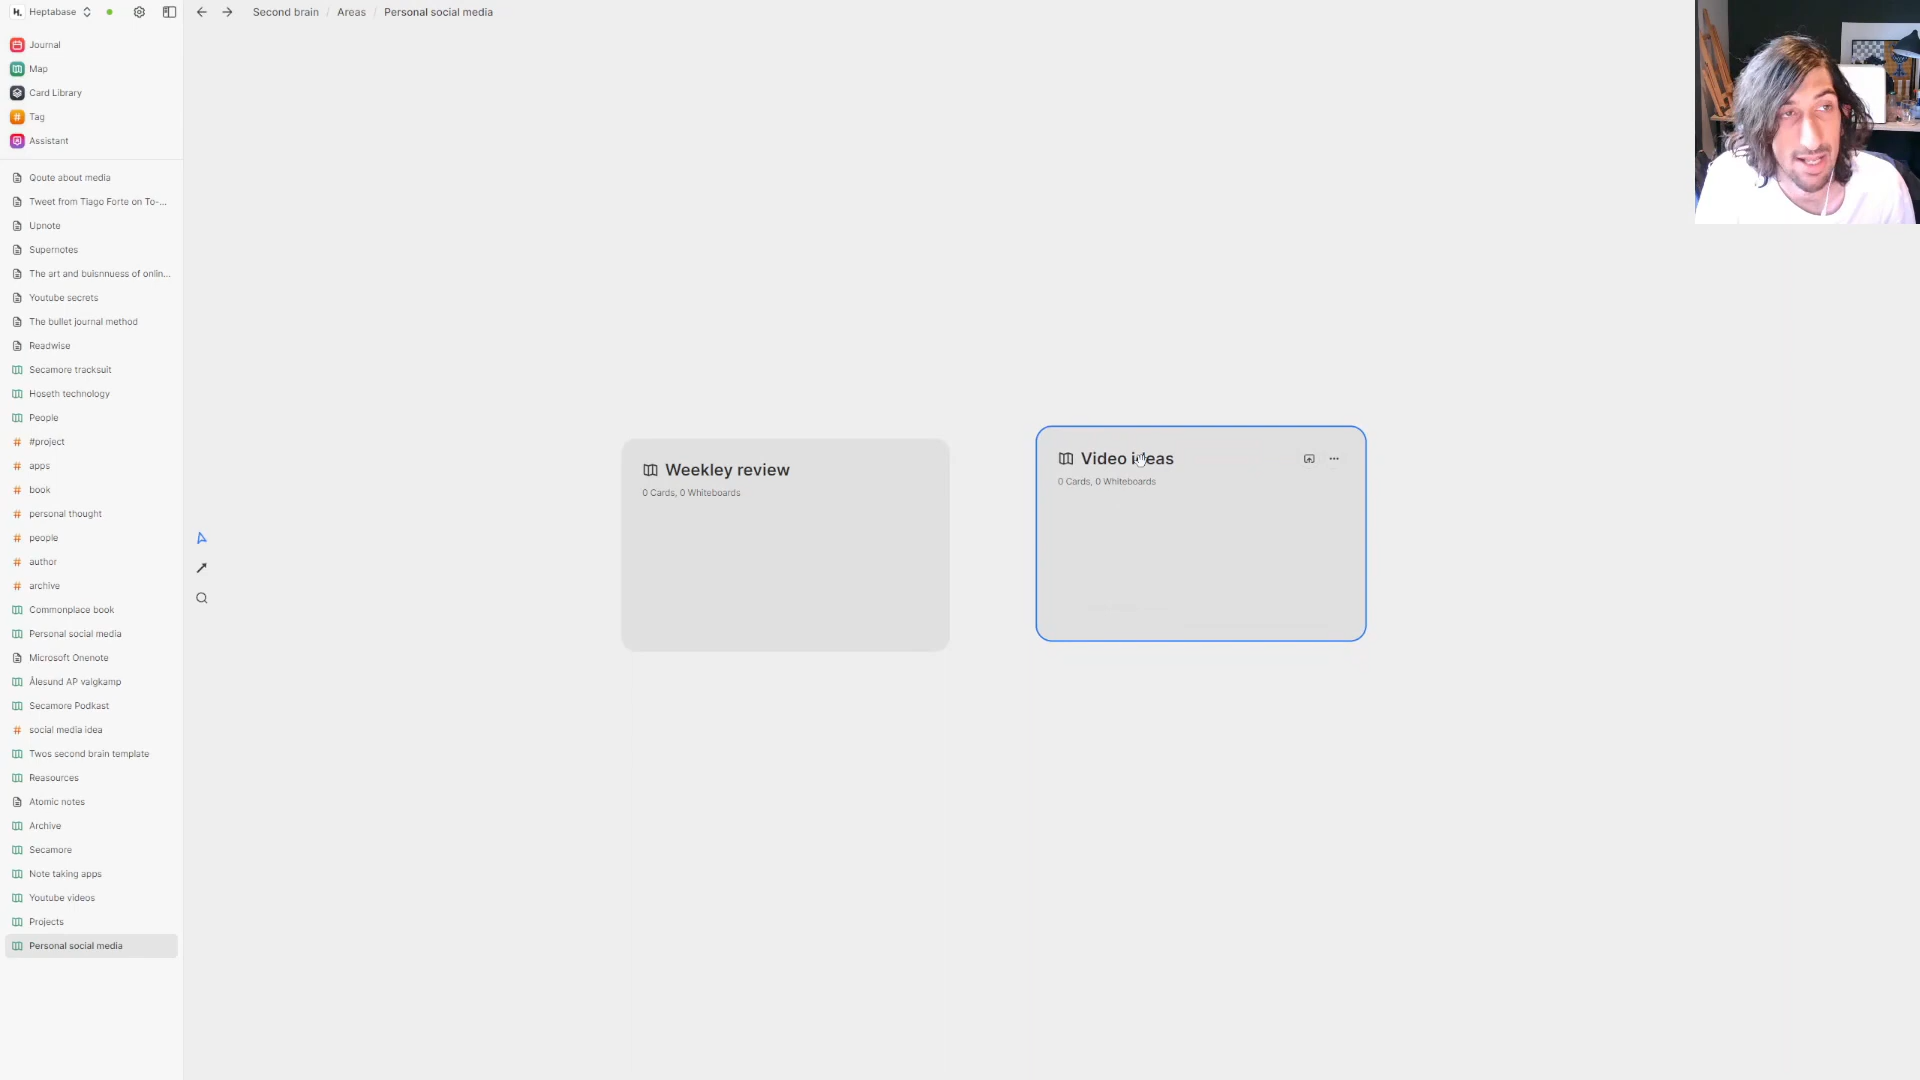 Heptabase
Second brain / Areas / Personal social media
Journal
Map
Card Library
Tag
Assistant
Qoute about media
Tweet from Tiago Forte on To-...
Upnote
Supernotes
The art and buisnnuess of onlin...
Youtube secrets
The bullet journal method
Readwise
Secamore tracksuit
Hoseth technology
People
#project
apps
book
personal thought
people
author
archive
Commonplace book
Personal social media
Microsoft Onenote
Ålesund AP valgkamp
Secamore Podkast
social media idea
Twos second brain template
Reasources
Atomic notes
Archive
Secamore
Note taking apps
Youtube videos
Projects
Personal social media
Weekley review
0 Cards, 0 Whiteboards
Video ideas
0 Cards, 0 Whiteboards